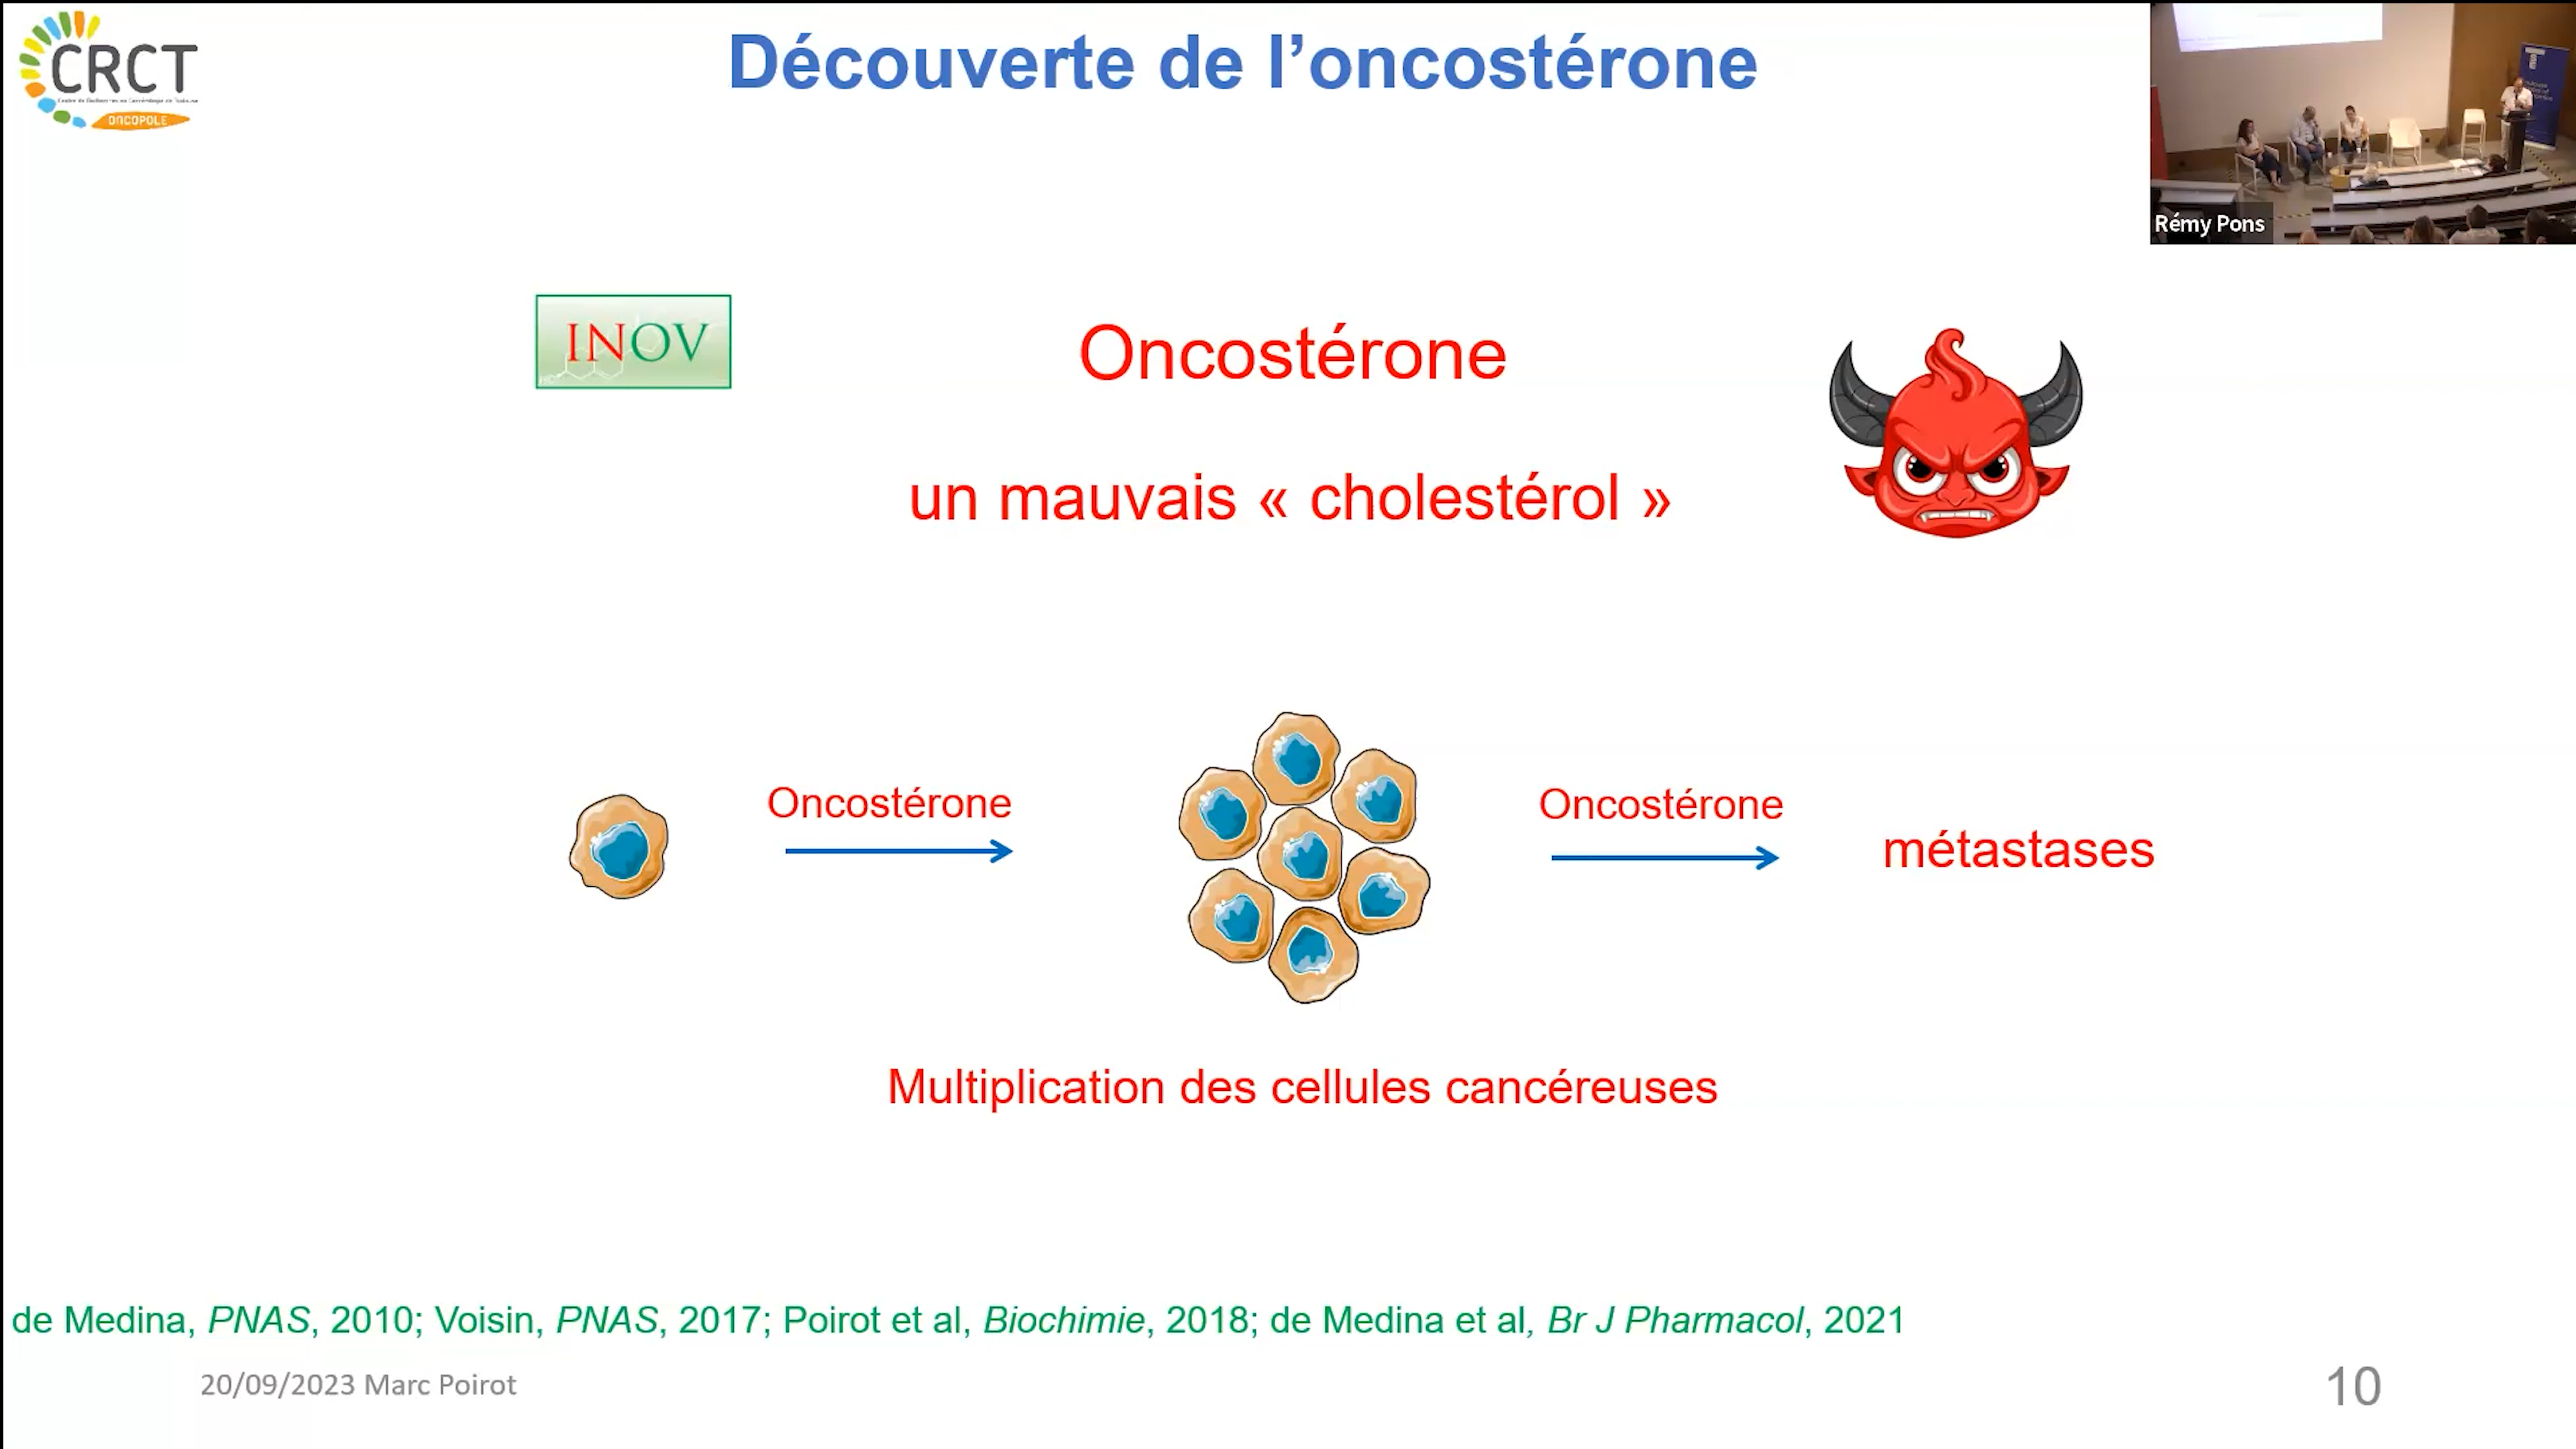 CRCT
ONCOPOLE
Découverte de l’oncostérone
Rémy Pons
INOV
HO
Oncostérone
un mauvais « cholestérol »
Oncostérone
Oncostérone
métastases
Multiplication des cellules cancéreuses
de Medina, PNAS, 2010; Voisin, PNAS, 2017; Poirot et al, Biochimie, 2018; de Medina et al, Br J Pharmacol, 2021
20/09/2023 Marc Poirot
10